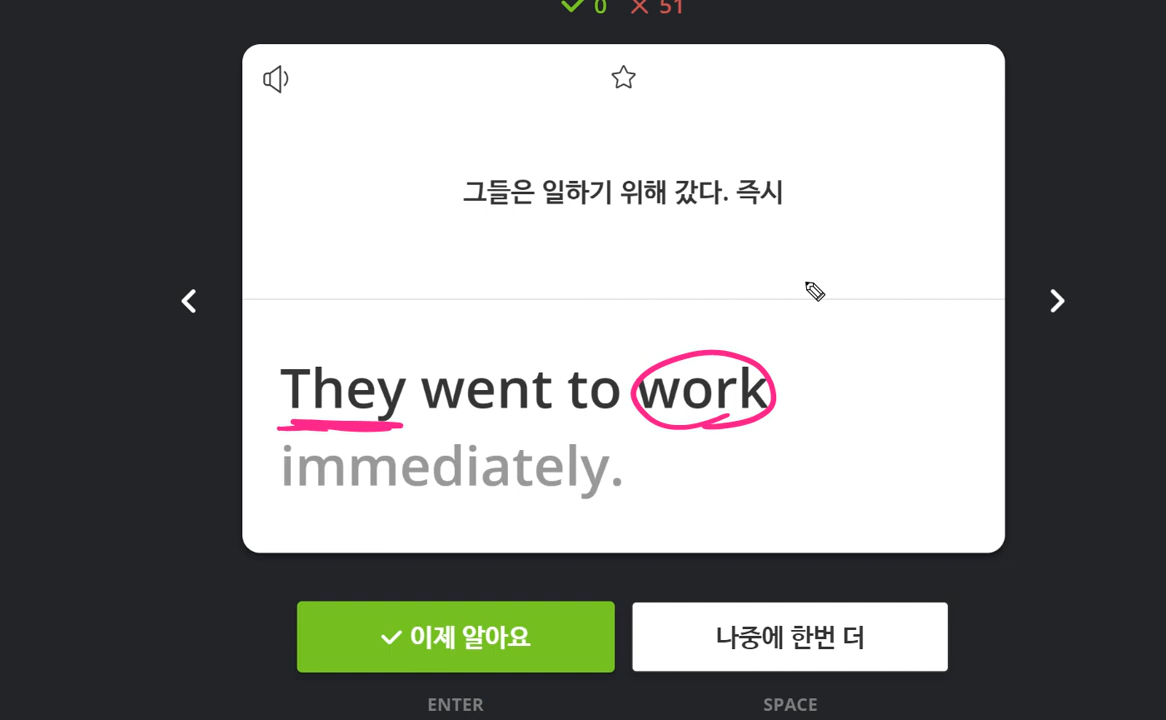 0 51
그들은 일하기 위해 갔다. 즉시
They went to work
immediately.
이제 알아요
나중에 한번 더
ENTER
SPACE